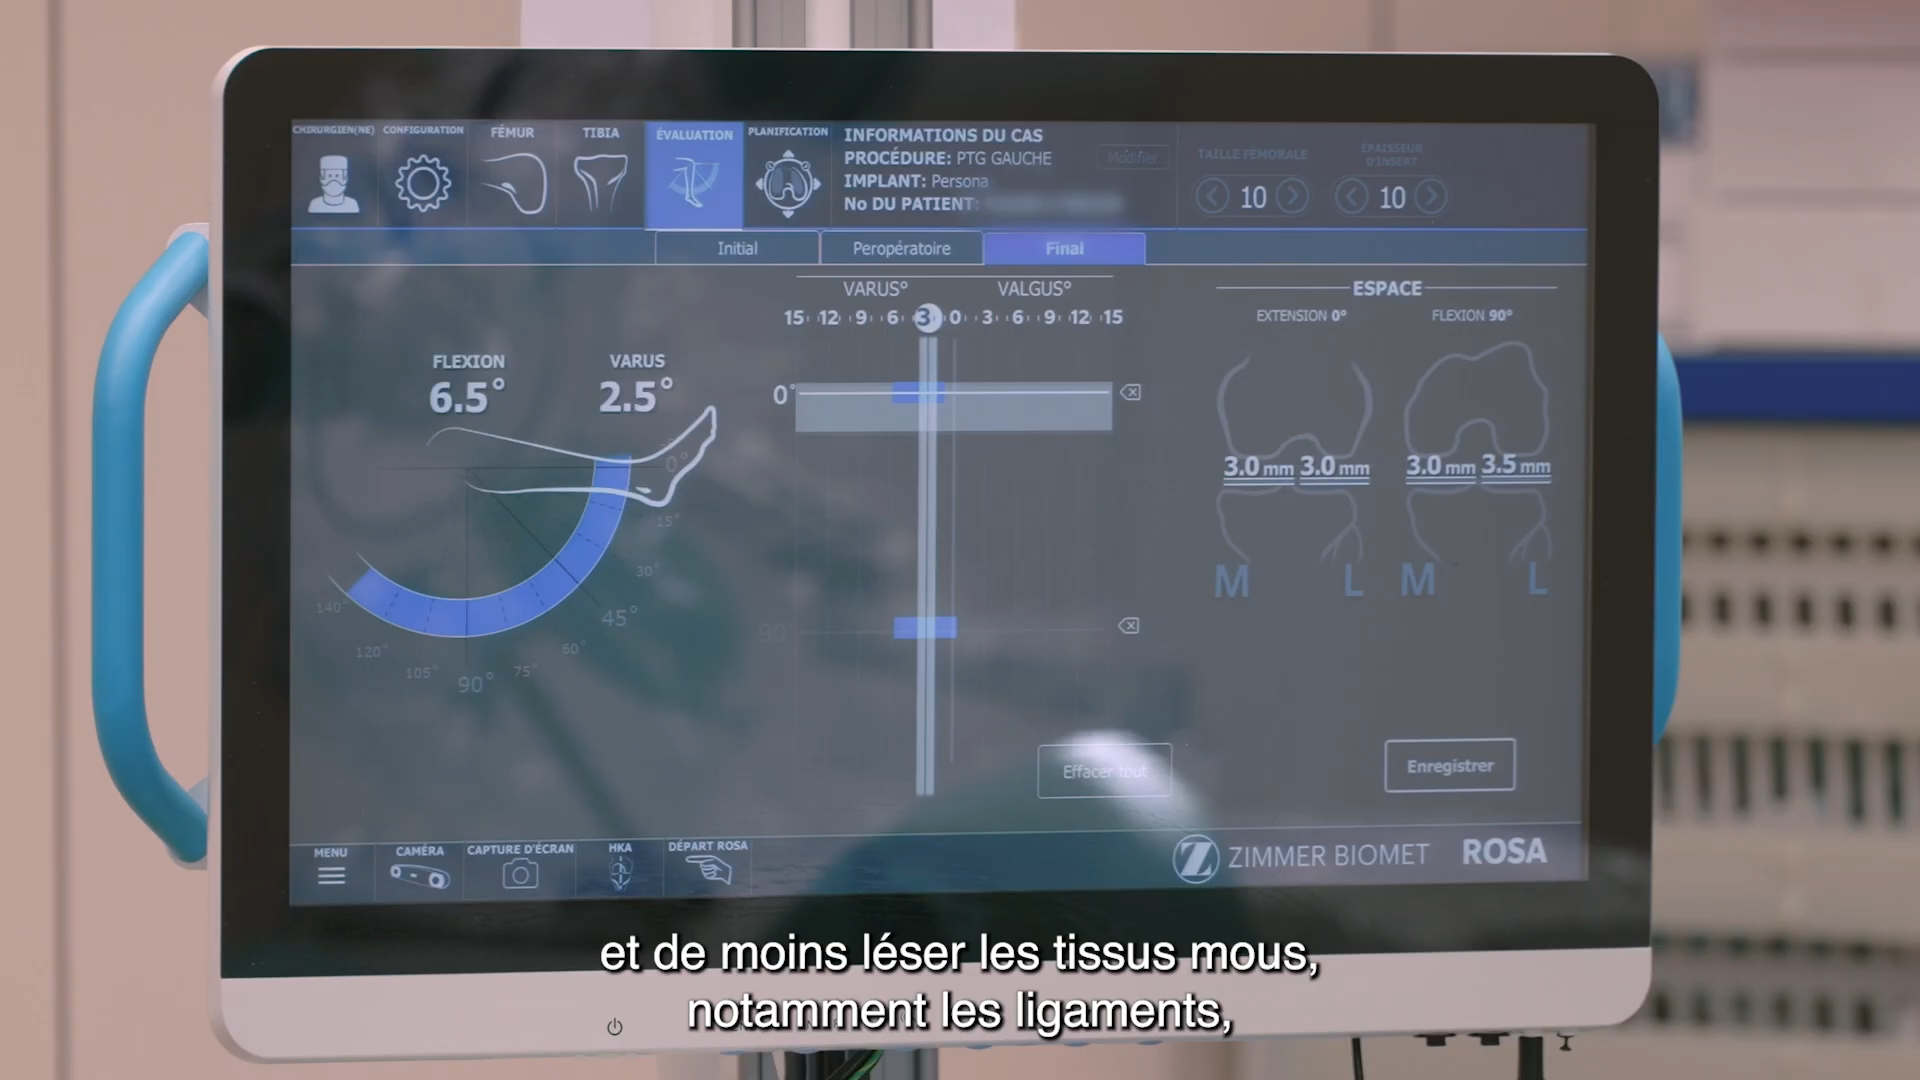 CHIRURGIEN(NE) CONFIGURATION FÉMUR TIBIA ÉVALUATION PLANIFICATION
INFORMATIONS DU CAS
PROCÉDURE: PTG GAUCHE
Modifier
IMPLANT: Persona
No DU PATIENT:
TAILLE FÉMORALE
10
ÉPAISSEUR
D'INSERT
10
Initial
Peropératoire
Final
VARUS° VALGUS°
15 12 9 6 3 0 3 6 9 12 15
FLEXION
6.5°
VARUS
2.5°
0°
15°
30°
45°
60°
75°
90°
105°
120°
140°
0°
90
ESPACE
EXTENSION 0° FLEXION 90°
3.0 mm 3.0 mm 3.0 mm 3.5 mm
M L M L
Effacer tout
Enregistrer
MENU CAMÉRA CAPTURE D'ÉCRAN HKA DÉPART ROSA
Z ZIMMER BIOMET ROSA
et de moins léser les tissus mous,
notamment les ligaments,